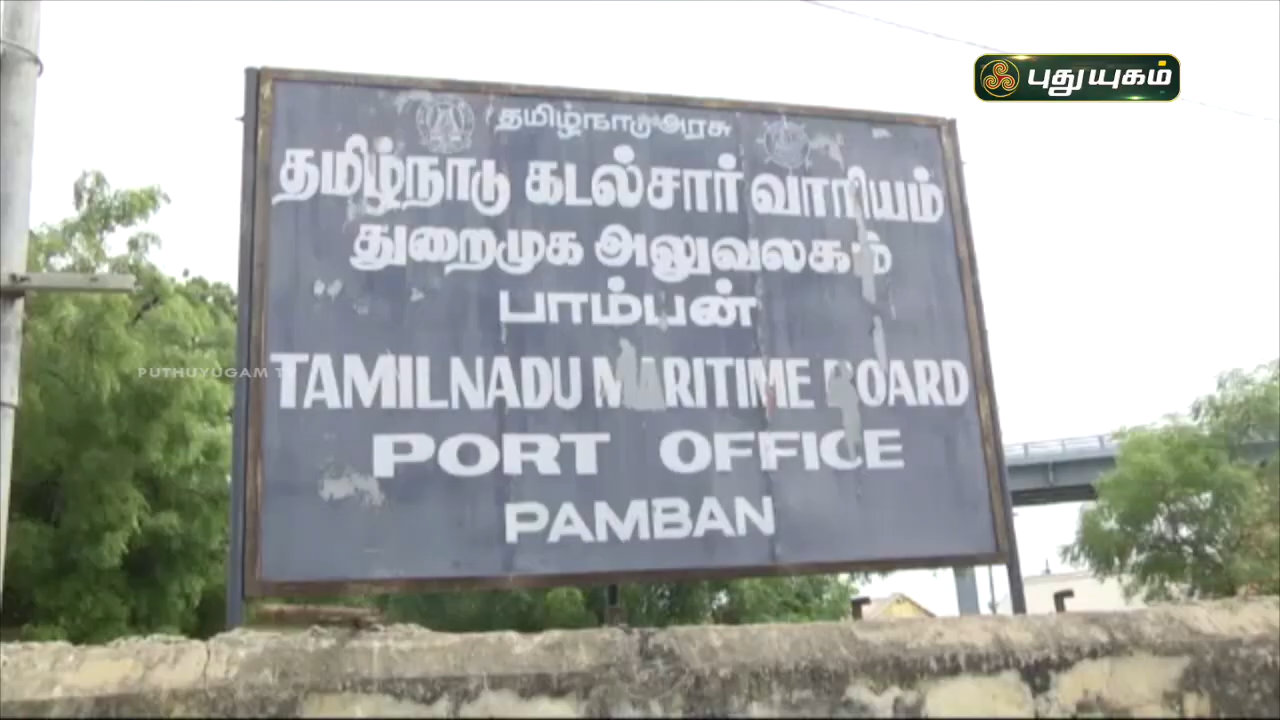 புதுயுகம்
தமிழ்நாடு அரசு
தமிழ்நாடு கடல்சார் வாரியம்
துறைமுக அலுவலகம்
பாம்பன்
PUTHUYUGAM TV
TAMILNADU MARITIME BOARD
PORT OFFICE
PAMBAN